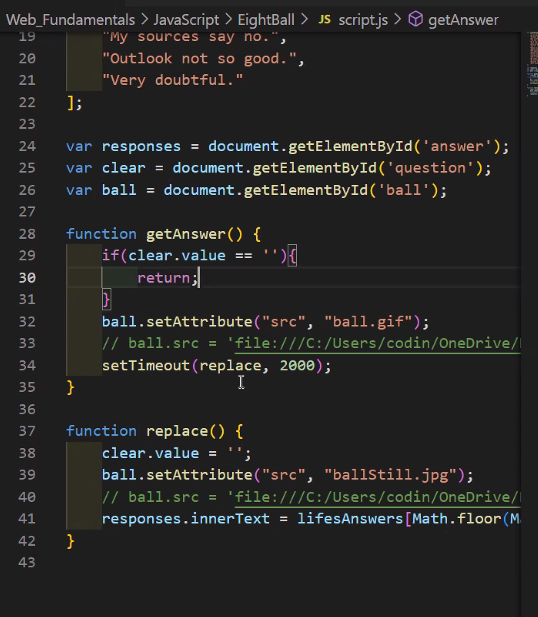 Web_Fundamentals > JavaScript > EightBall > JS script.js > getAnswer
19 "My sources say no.",
20 "Outlook not so good.",
21 "Very doubtful."
22 ];
23
24 var responses = document.getElementById('answer');
25 var clear = document.getElementById('question');
26 var ball = document.getElementById('ball');
27
28 function getAnswer() {
29 if(clear.value == ''){
30 return;
31 }
32 ball.setAttribute("src", "ball.gif");
33 // ball.src = 'file:///C:/Users/codin/OneDrive/
34 setTimeout(replace, 2000);
35 }
36
37 function replace() {
38 clear.value = '';
39 ball.setAttribute("src", "ballStill.jpg");
40 // ball.src = 'file:///C:/Users/codin/OneDrive/
41 responses.innerText = lifesAnswers[Math.floor(
42 }
43